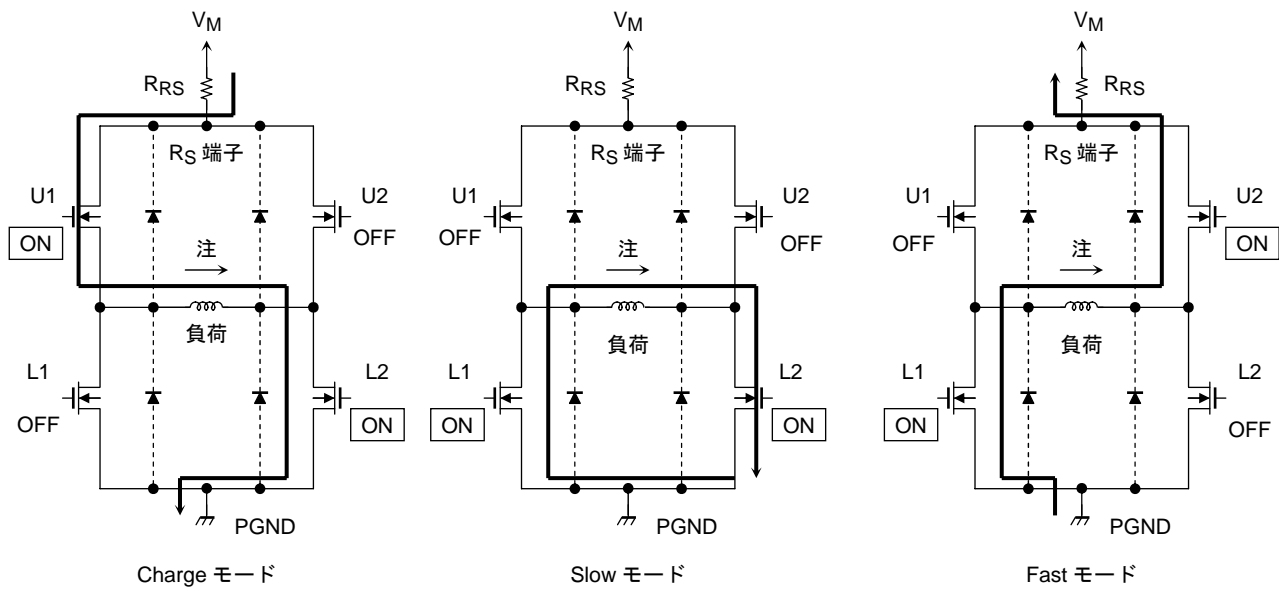 VM
RRS
RS 端子
U1
ON
U2
OFF
注
負荷
L1
OFF
L2
ON
PGND
Charge モード
VM
RRS
RS 端子
U1
OFF
U2
OFF
注
負荷
L1
ON
L2
ON
PGND
Slow モード
VM
RRS
RS 端子
U1
OFF
U2
ON
注
負荷
L1
ON
L2
OFF
PGND
Fast モード